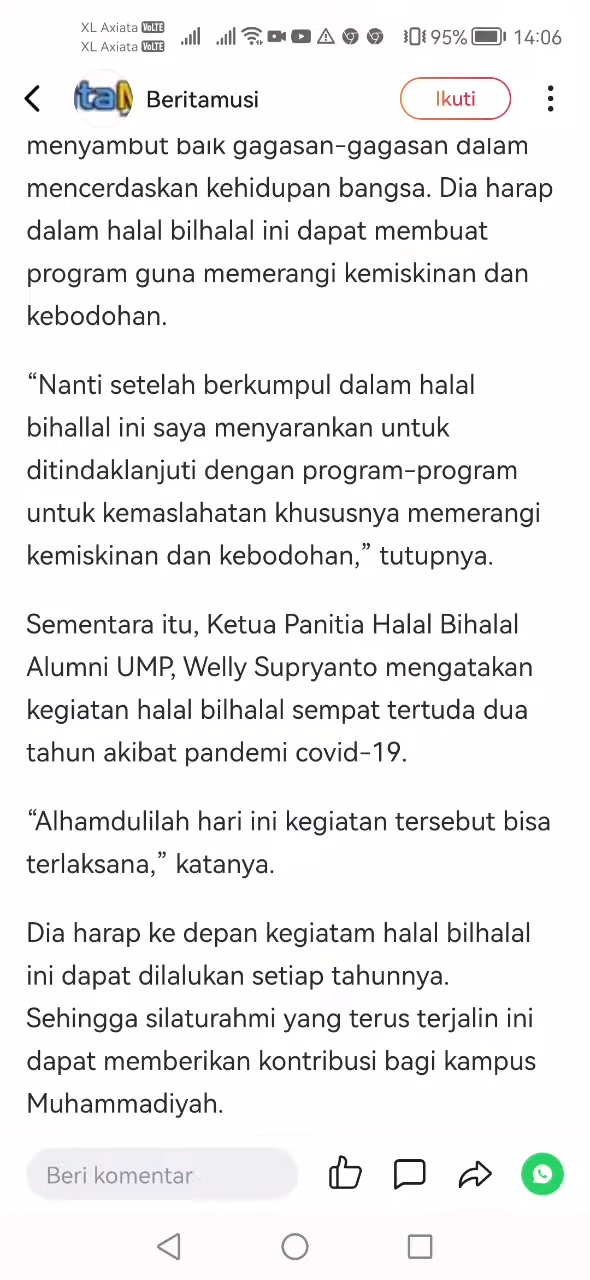 XL Axiata VoLTE
XL Axiata VoLTE
95% 14:06
Beritamusi
Ikuti
menyambut baik gagasan-gagasan dalam
mencerdaskan kehidupan bangsa. Dia harap
dalam halal bilhalal ini dapat membuat
program guna memerangi kemiskinan dan
kebodohan.
“Nanti setelah berkumpul dalam halal
bihallal ini saya menyarankan untuk
ditindaklanjuti dengan program-program
untuk kemaslahatan khususnya memerangi
kemiskinan dan kebodohan,” tutupnya.
Sementara itu, Ketua Panitia Halal Bihalal
Alumni UMP, Welly Supryanto mengatakan
kegiatan halal bilhalal sempat tertuda dua
tahun akibat pandemi covid-19.
“Alhamdulilah hari ini kegiatan tersebut bisa
terlaksana,” katanya.
Dia harap ke depan kegiatam halal bilhalal
ini dapat dilalukan setiap tahunnya.
Sehingga silaturahmi yang terus terjalin ini
dapat memberikan kontribusi bagi kampus
Muhammadiyah.
Beri komentar